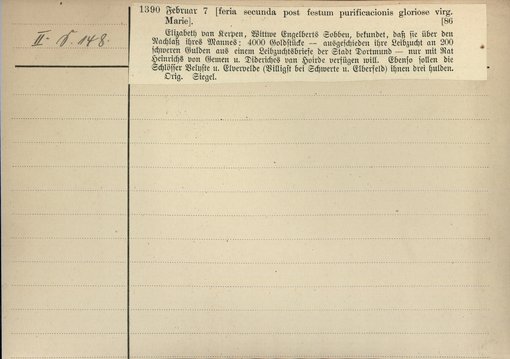 II. S. 148.
1390 Februar 7 [feria secunda post festum purificacionis gloriose virg.
Marie]. [86
Elizabeth van Kerpen, Wittwe Engelberts Sobben, bekundet, daß sie über den
Nachlaß ihres Mannes; 4000 Goldstücke — ausgeschieden ihre Leibzucht an 200
schweren Gulden aus einem Leibzuchtsbriefe der Stadt Dortmund — nur mit Rat
Heinrichs von Gemen u. Dideriches van Hoirde verfügen will. Ebenso sollen die
Schlösser Velyste u. Elvervelde (Villigst bei Schwerte u. Elberfeld) ihnen drei hulden.
Orig. Siegel.